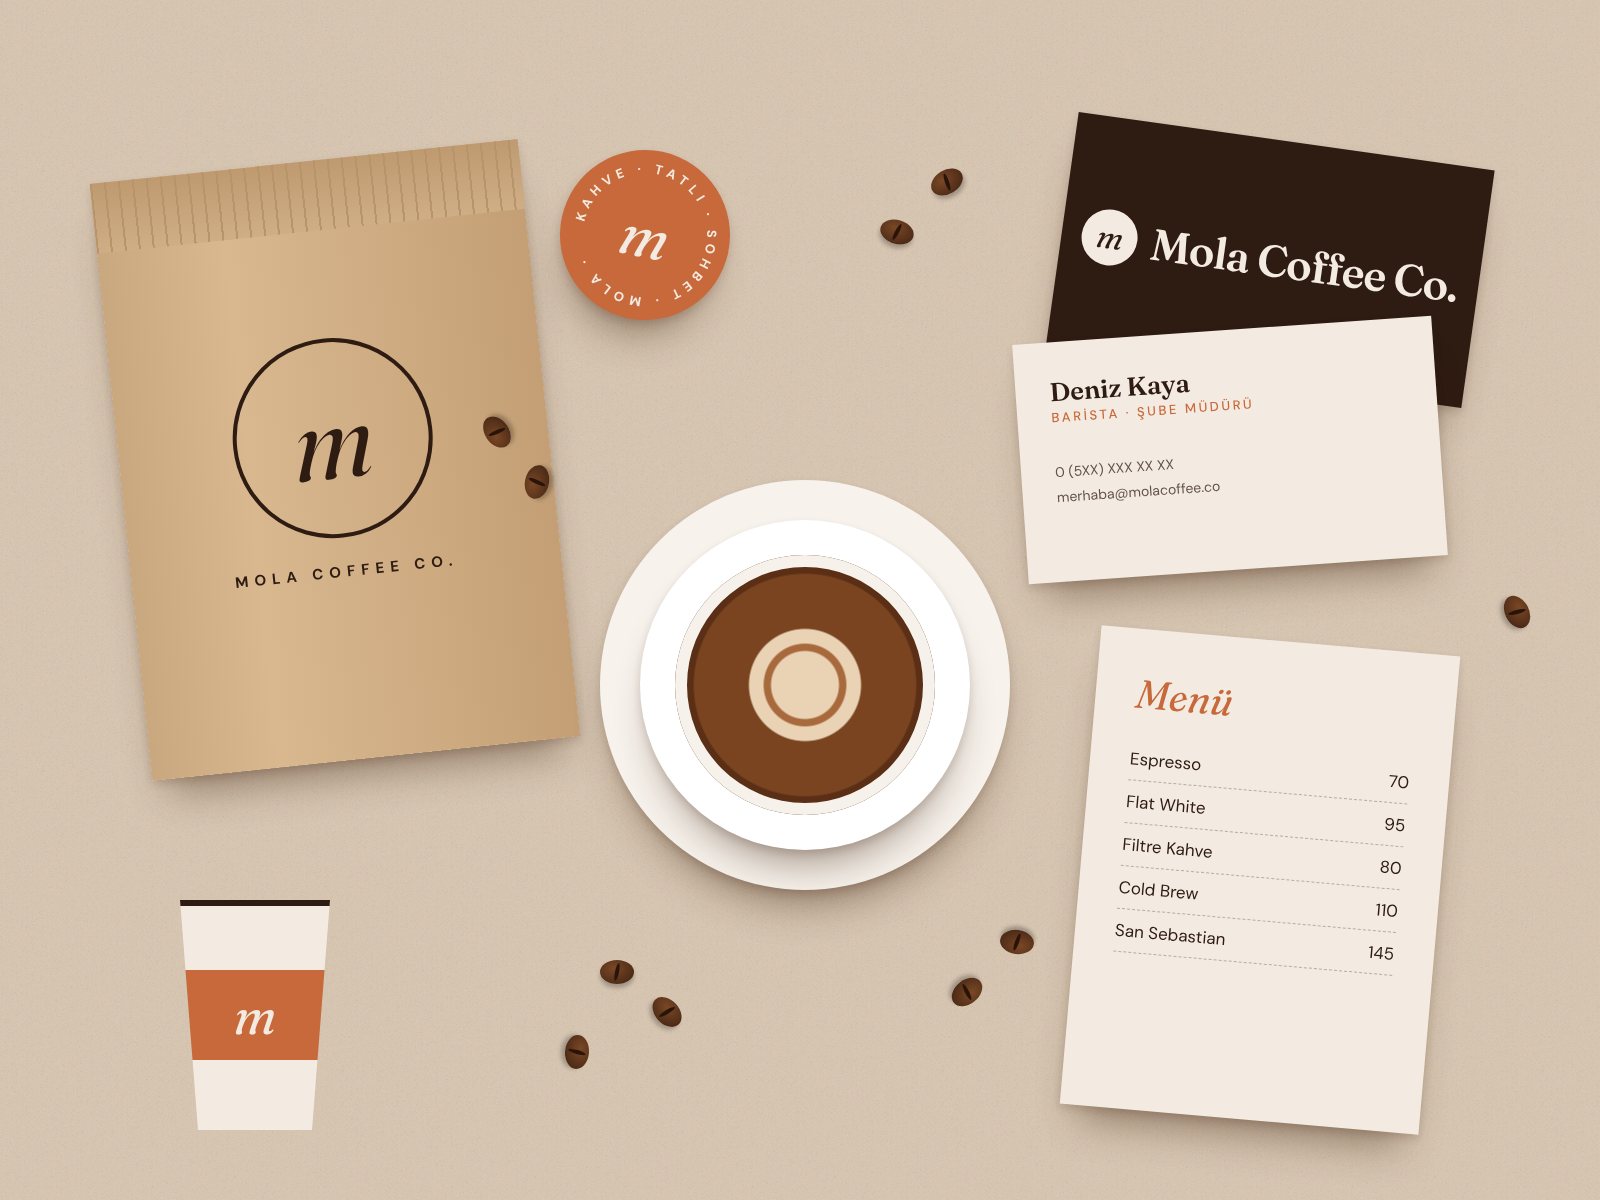 m
MOLA COFFEE CO.
KAHVE · TATLI · SOHBET · MOLA ·
m
m Mola Coffee Co.
Deniz Kaya
BARİSTA · ŞUBE MÜDÜRÜ
0 (5XX) XXX XX XX
merhaba@molacoffee.co
Menü
Espresso 70
Flat White 95
Filtre Kahve 80
Cold Brew 110
San Sebastian 145
m